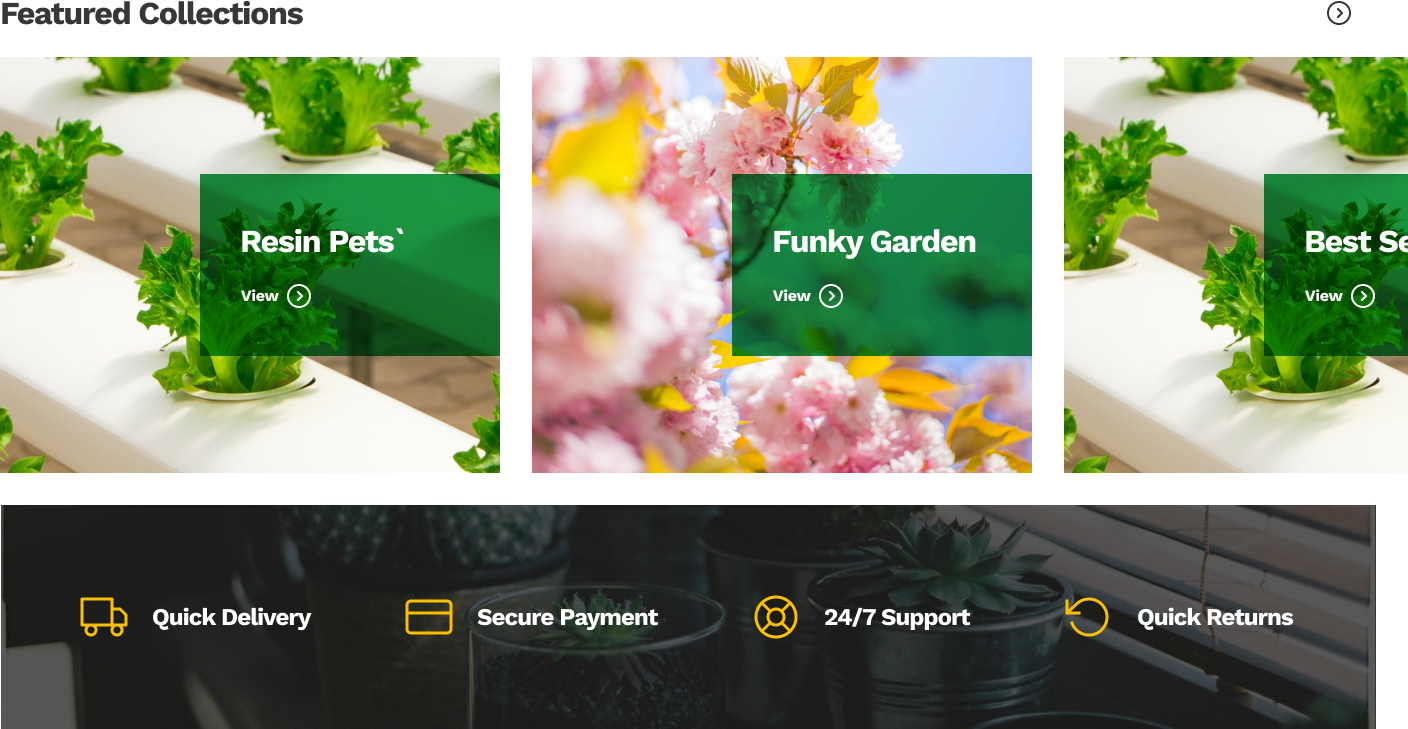 Featured Collections
Resin Pets`
View
Funky Garden
View
Best Se
View
Quick Delivery
Secure Payment
24/7 Support
Quick Returns